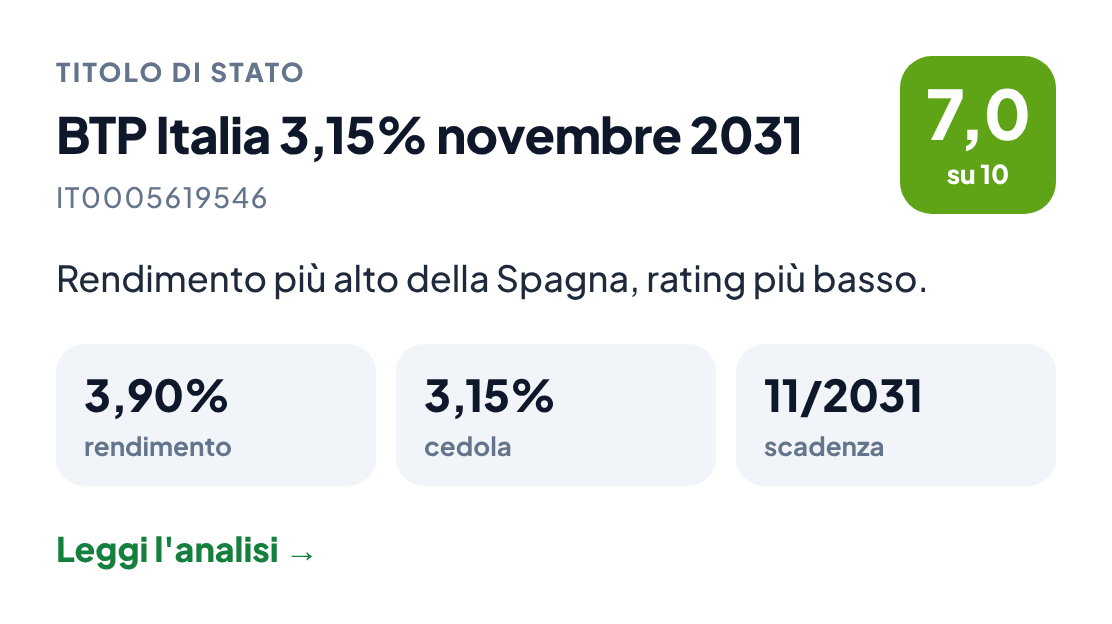 TITOLO DI STATO
BTP Italia 3,15% novembre 2031
IT0005619546
7,0
su 10
Rendimento più alto della Spagna, rating più basso.
3,90%
rendimento
3,15%
cedola
11/2031
scadenza
Leggi l'analisi →